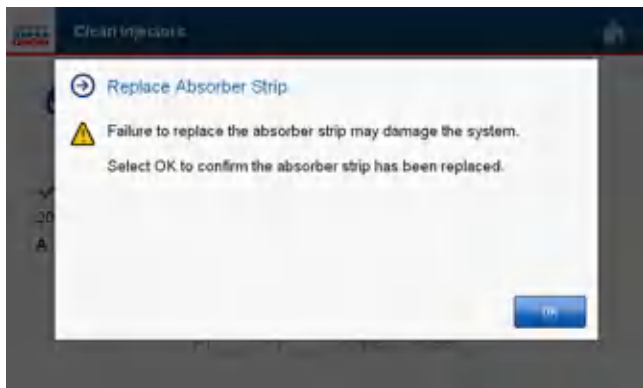 Clean Injectors
Replace Absorber Strip
Failure to replace the absorber strip may damage the system.
Select OK to confirm the absorber strip has been replaced.
20
A
OK